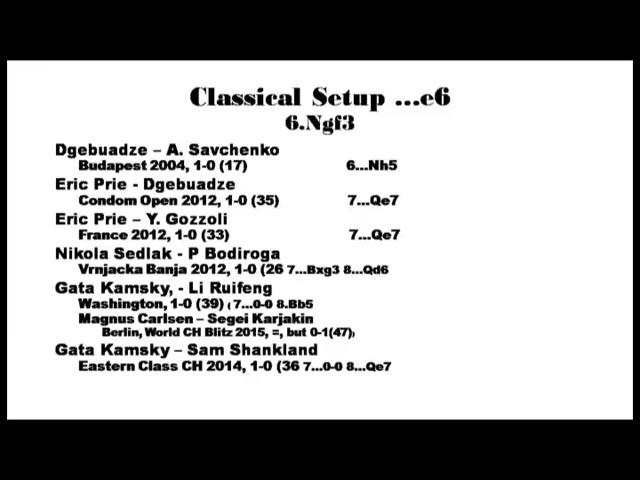 Classical Setup ...e6
6.Ngf3
Dgebuadze – A. Savchenko
Budapest 2004, 1-0 (17) 6...Nh5
Eric Prie - Dgebuadze
Condom Open 2012, 1-0 (35) 7...Qe7
Eric Prie – Y. Gozzoli
France 2012, 1-0 (33) 7...Qe7
Nikola Sedlak - P Bodiroga
Vrnjacka Banja 2012, 1-0 (26 7...Bxg3 8...Qd6
Gata Kamsky, - Li Ruifeng
Washington, 1-0 (39) ( 7...0-0 8.Bb5
Magnus Carlsen – Segei Karjakin
Berlin, World CH Blitz 2015, =, but 0-1(47))
Gata Kamsky – Sam Shankland
Eastern Class CH 2014, 1-0 (36 7...0-0 8...Qe7